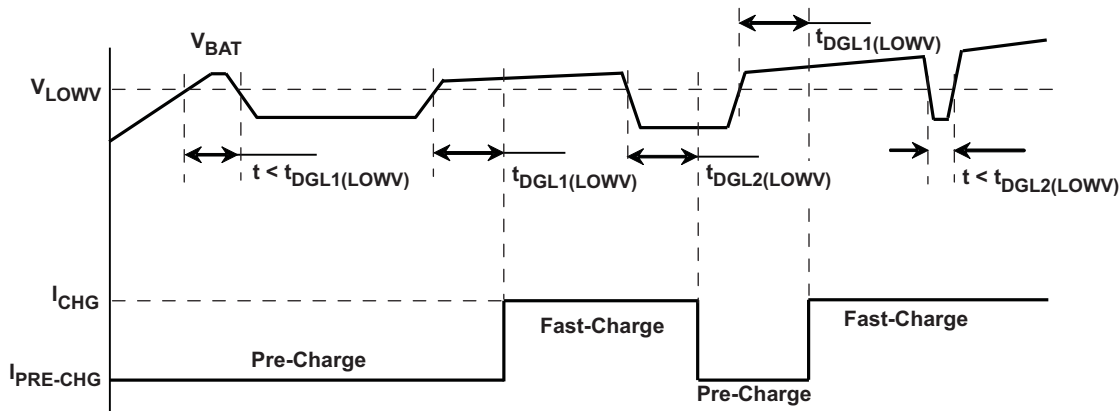 t_DGL1(LOWV)
V_BAT
V_LOWV
t < t_DGL1(LOWV)
t_DGL1(LOWV)
t_DGL2(LOWV)
t < t_DGL2(LOWV)
I_CHG
Fast-Charge
Fast-Charge
Pre-Charge
I_PRE-CHG
Pre-Charge